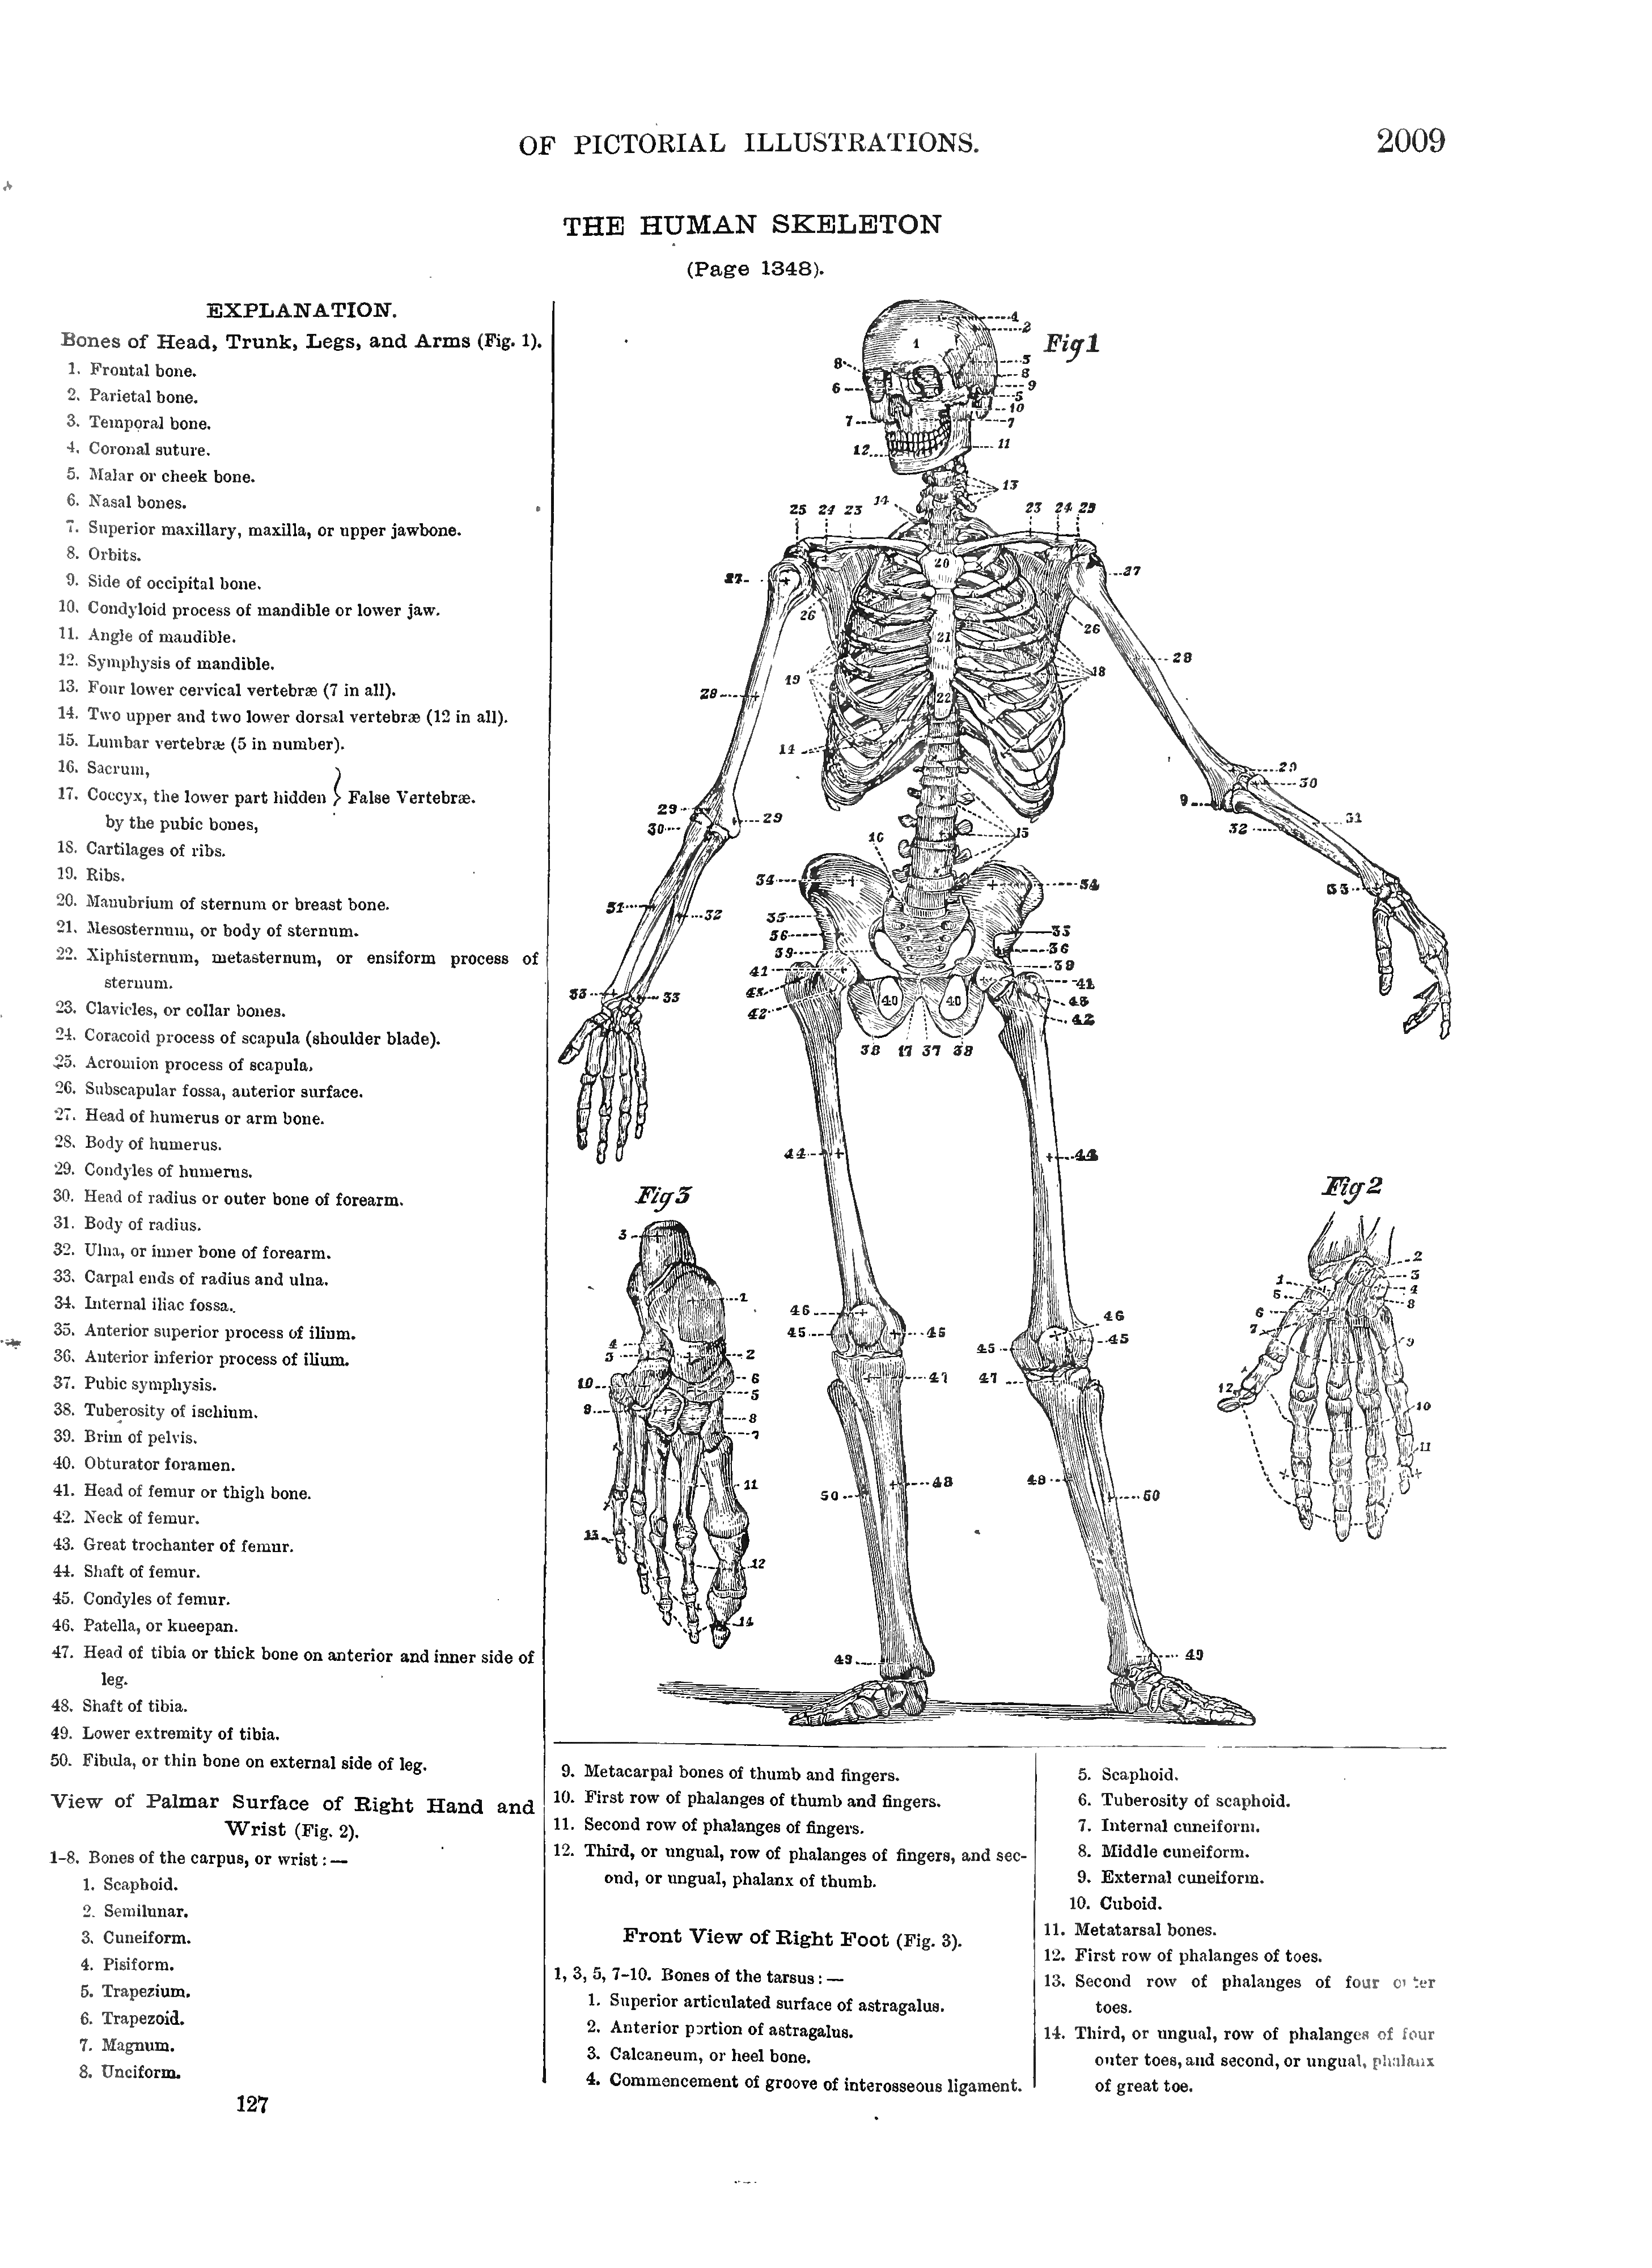 OF PICTORIAL ILLUSTRATIONS. 2009
THE HUMAN SKELETON
(Page 1348).
EXPLANATION.
Bones of Head, Trunk, Legs, and Arms (Fig. 1).
1. Frontal bone.
2. Parietal bone.
3. Temporal bone.
4. Coronal suture.
5. Malar or cheek bone.
6. Nasal bones.
7. Superior maxillary, maxilla, or upper jawbone.
8. Orbits.
9. Side of occipital bone.
10. Condyloid process of mandible or lower jaw.
11. Angle of mandible.
12. Symphysis of mandible.
13. Four lower cervical vertebræ (7 in all).
14. Two upper and two lower dorsal vertebræ (12 in all).
15. Lumbar vertebræ (5 in number).
16. Sacrum,
17. Coccyx, the lower part hidden } False Vertebræ.
by the pubic bones,
18. Cartilages of ribs.
19. Ribs.
20. Manubrium of sternum or breast bone.
21. Mesosternum, or body of sternum.
22. Xiphisternum, metasternum, or ensiform process of
sternum.
23. Clavicles, or collar bones.
24. Coracoid process of scapula (shoulder blade).
25. Acromion process of scapula.
26. Subscapular fossa, anterior surface.
27. Head of humerus or arm bone.
28. Body of humerus.
29. Condyles of humerus.
30. Head of radius or outer bone of forearm.
31. Body of radius.
32. Ulna, or inner bone of forearm.
33. Carpal ends of radius and ulna.
34. Internal iliac fossa.
35. Anterior superior process of ilium.
36. Anterior inferior process of ilium.
37. Pubic symphysis.
38. Tuberosity of ischium.
39. Brim of pelvis.
40. Obturator foramen.
41. Head of femur or thigh bone.
42. Neck of femur.
43. Great trochanter of femur.
44. Shaft of femur.
45. Condyles of femur.
46. Patella, or kneepan.
47. Head of tibia or thick bone on anterior and inner side of
leg.
48. Shaft of tibia.
49. Lower extremity of tibia.
50. Fibula, or thin bone on external side of leg.
View of Palmar Surface of Right Hand and
Wrist (Fig. 2).
1-8. Bones of the carpus, or wrist :—
1. Scaphoid.
2. Semilunar.
3. Cuneiform.
4. Pisiform.
5. Trapezium.
6. Trapezoid.
7. Magnum.
8. Unciform.
127
Fig1
Fig3
Fig2
9. Metacarpal bones of thumb and fingers.
10. First row of phalanges of thumb and fingers.
11. Second row of phalanges of fingers.
12. Third, or ungual, row of phalanges of fingers, and sec-
ond, or ungual, phalanx of thumb.
Front View of Right Foot (Fig. 3).
1, 3, 5, 7-10. Bones of the tarsus :—
1. Superior articulated surface of astragalus.
2. Anterior portion of astragalus.
3. Calcaneum, or heel bone.
4. Commencement of groove of interosseous ligament.
5. Scaphoid.
6. Tuberosity of scaphoid.
7. Internal cuneiform.
8. Middle cuneiform.
9. External cuneiform.
10. Cuboid.
11. Metatarsal bones.
12. First row of phalanges of toes.
13. Second row of phalanges of four outer
toes.
14. Third, or ungual, row of phalanges of four
outer toes, and second, or ungual, phalanx
of great toe.